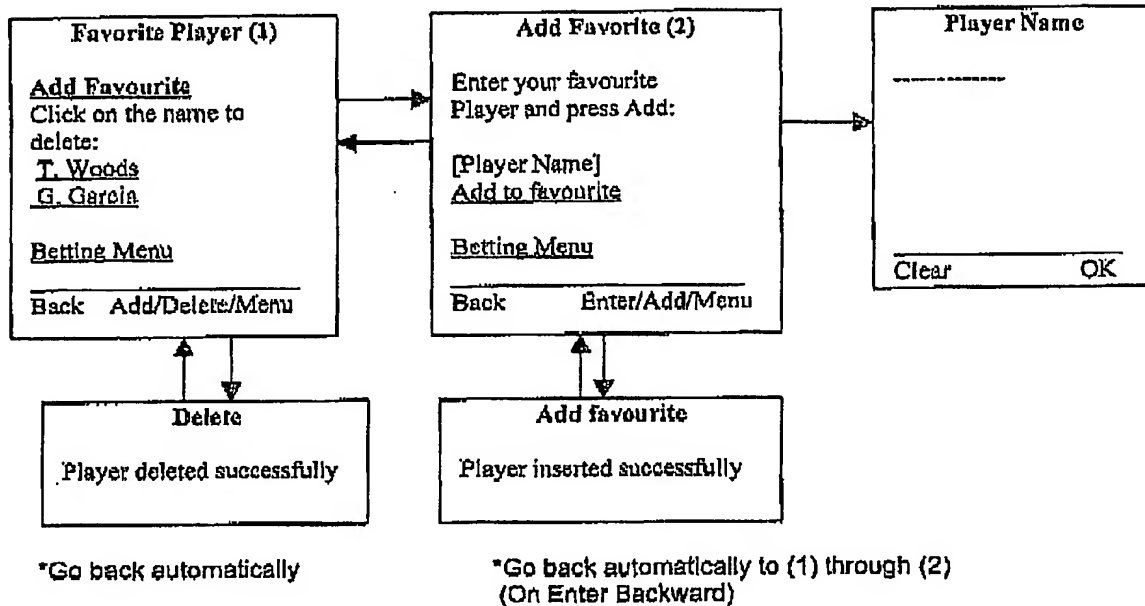 Favorite Player (1)
Add Favourite
Click on the name to
delete:
T. Woods
G. Garcia
Betting Menu
Back Add/Delete/Menu
Add Favorite (2)
Enter your favourite
Player and press Add:
[Player Name]
Add to favourite
Betting Menu
Back Enter/Add/Menu
Player Name
----------
Clear OK
Delete
Player deleted successfully
Add favourite
Player inserted successfully
*Go back automatically
*Go back automatically to (1) through (2)
(On Enter Backward)